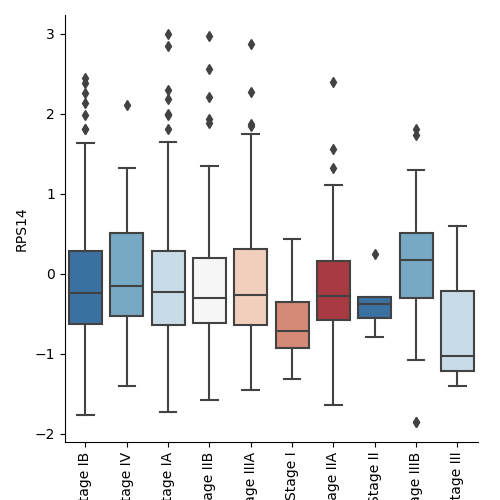 3
2
1
0
−1
−2
RPS14
tage IB
tage IV
tage IA
age IIB
age IIIA
Stage I
age IIA
Stage II
age IIIB
tage III